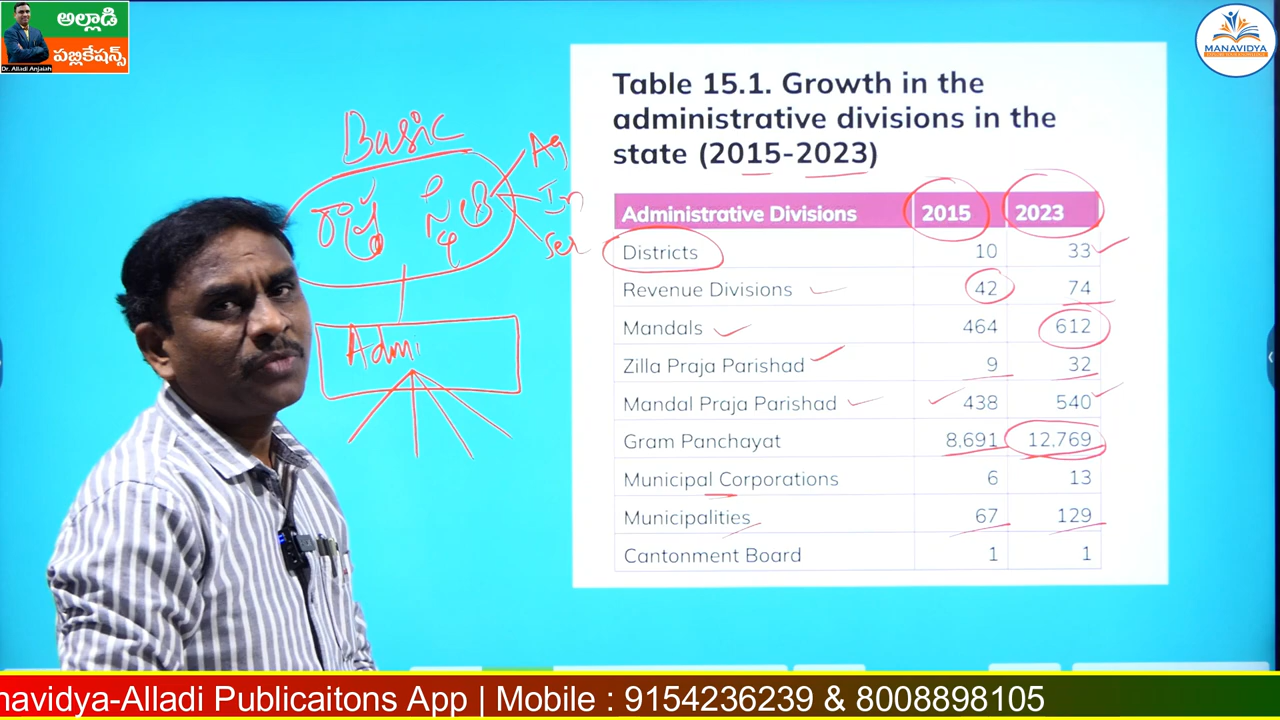 అల్లాడి
పబ్లికేషన్స్
Dr. Alladi Anjaiah
MANAVIDYA
Basic
Ag
In
Ser
Admi
Table 15.1. Growth in the
administrative divisions in the
state (2015-2023)
Administrative Divisions 2015 2023
Districts 10 33
Revenue Divisions 42 74
Mandals 464 612
Zilla Praja Parishad 9 32
Mandal Praja Parishad 438 540
Gram Panchayat 8,691 12,769
Municipal Corporations 6 13
Municipalities 67 129
Cantonment Board 1 1
navidya-Alladi Publicaitons App | Mobile : 9154236239 & 8008898105